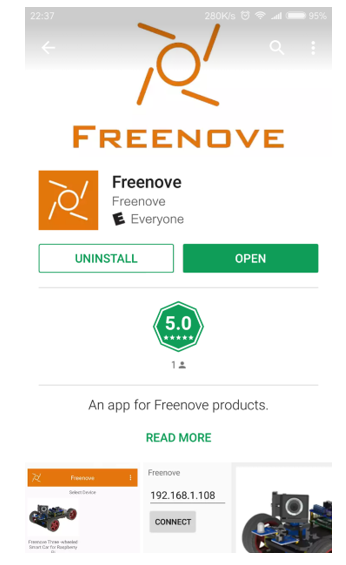 22:37 280K/s 95%
FREENOVE
Freenove
Freenove
E Everyone
UNINSTALL OPEN
5.0
1
An app for Freenove products.
READ MORE
Freenove
Select Device
Freenove Three-wheeled
Smart Car for Raspberry
Pi
Freenove
192.168.1.108
CONNECT